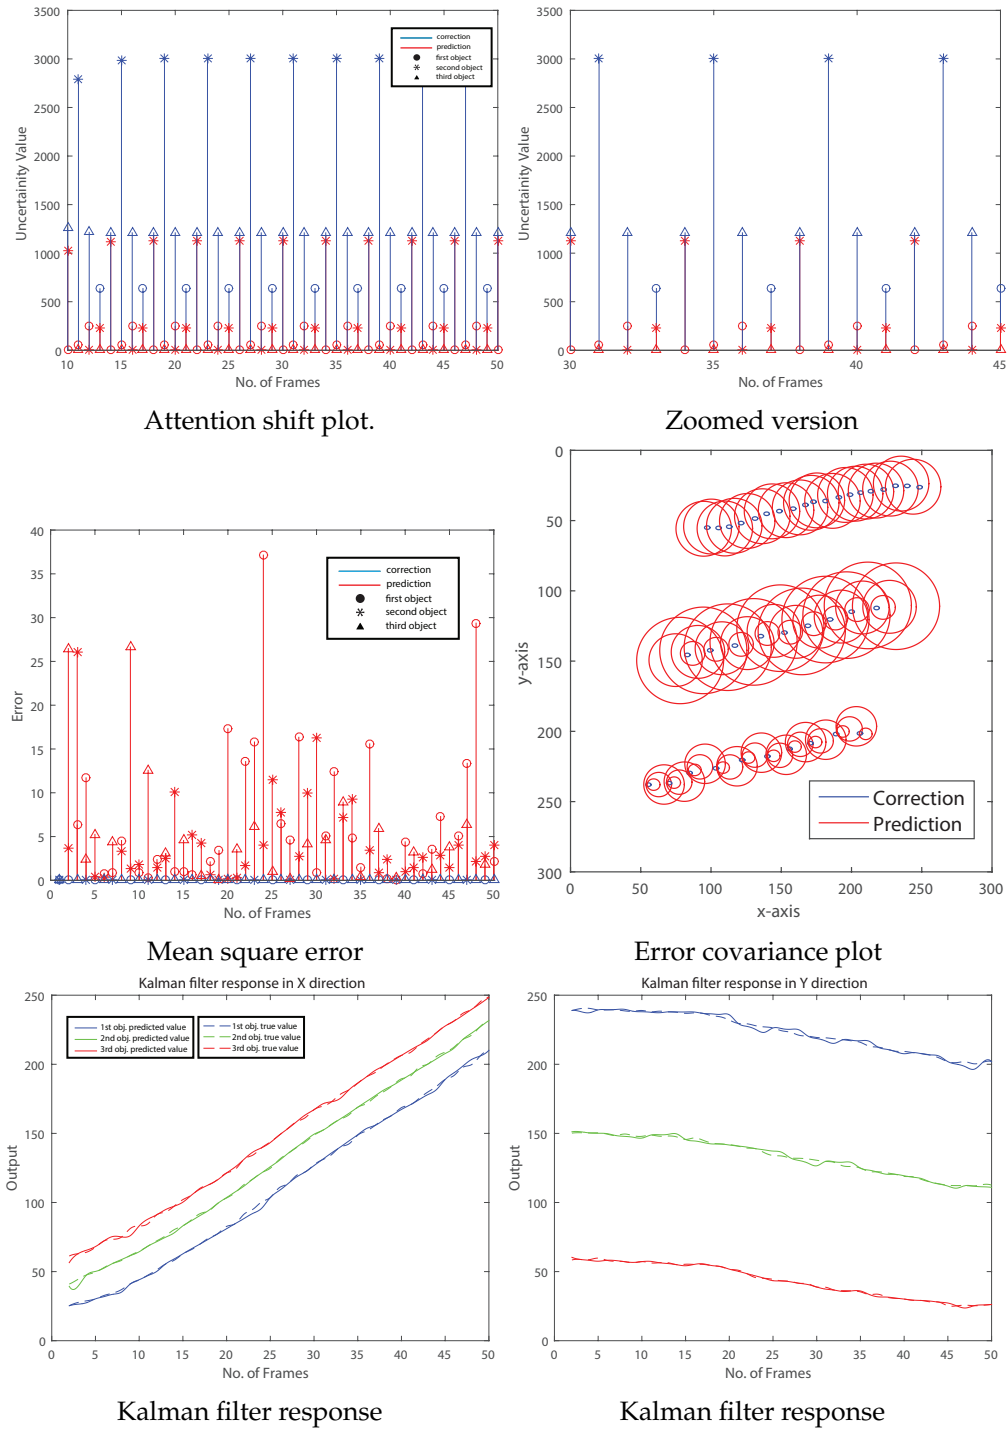 3500
3000
2500
2000
1500
1000
500
0
Uncertainity Value
correction
prediction
first object
second object
third object
10 15 20 25 30 35 40 45 50
No. of Frames
Attention shift plot.
3500
3000
2500
2000
1500
1000
500
0
Uncertainity Value
30 35 40 45
No. of Frames
Zoomed version
40
35
30
25
20
15
10
5
0
Error
correction
prediction
first object
second object
third object
0 5 10 15 20 25 30 35 40 45 50
No. of Frames
Mean square error
0
50
100
150
200
250
300
y-axis
Correction
Prediction
0 50 100 150 200 250 300
x-axis
Error covariance plot
Kalman filter response in X direction
250
200
150
100
50
0
Output
1st obj. predicted value
2nd obj. predicted value
3rd obj. predicted value
1st obj. true value
2nd obj. true value
3rd obj. true value
0 5 10 15 20 25 30 35 40 45 50
No. of Frames
Kalman filter response
Kalman filter response in Y direction
250
200
150
100
50
0
Output
0 5 10 15 20 25 30 35 40 45 50
No. of Frames
Kalman filter response